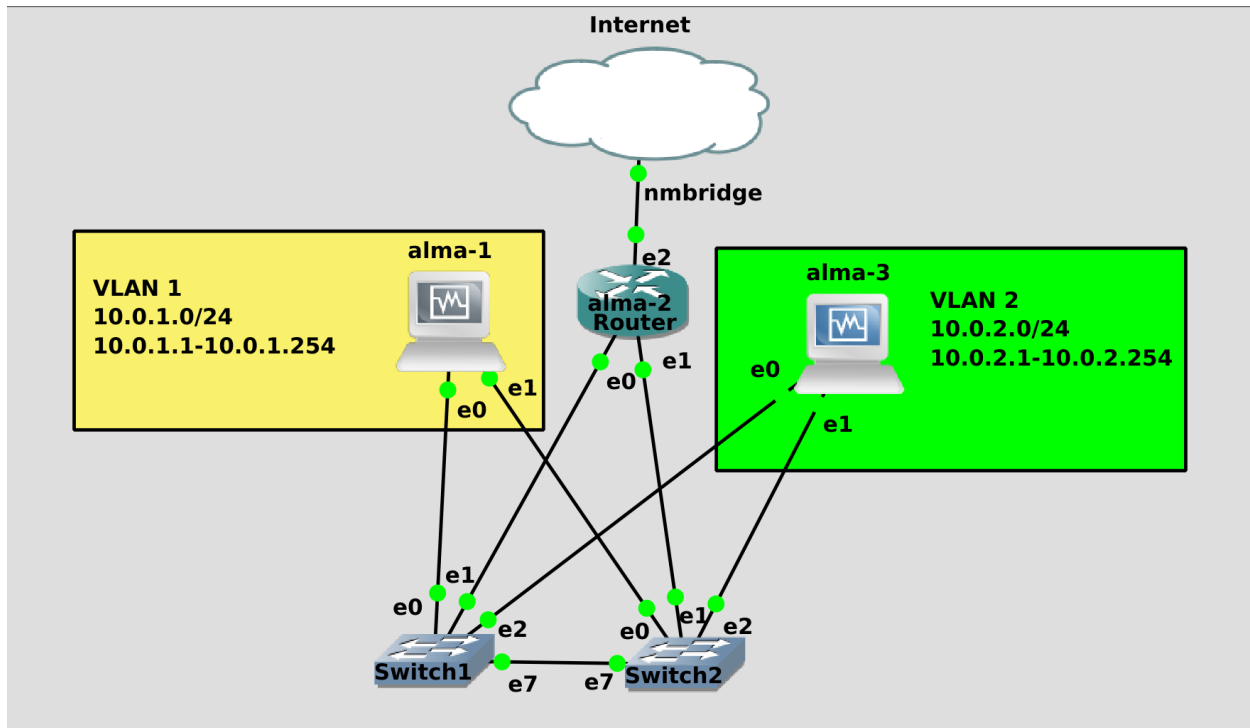 Internet
nmbridge
e2
alma-1
VLAN 1
10.0.1.0/24
10.0.1.1-10.0.1.254
e0
e1
alma-2
Router
e0
e1
alma-3
VLAN 2
10.0.2.0/24
10.0.2.1-10.0.2.254
e0
e1
e0
e1
e2
Switch1
e7
e7
e0
e1
e2
Switch2